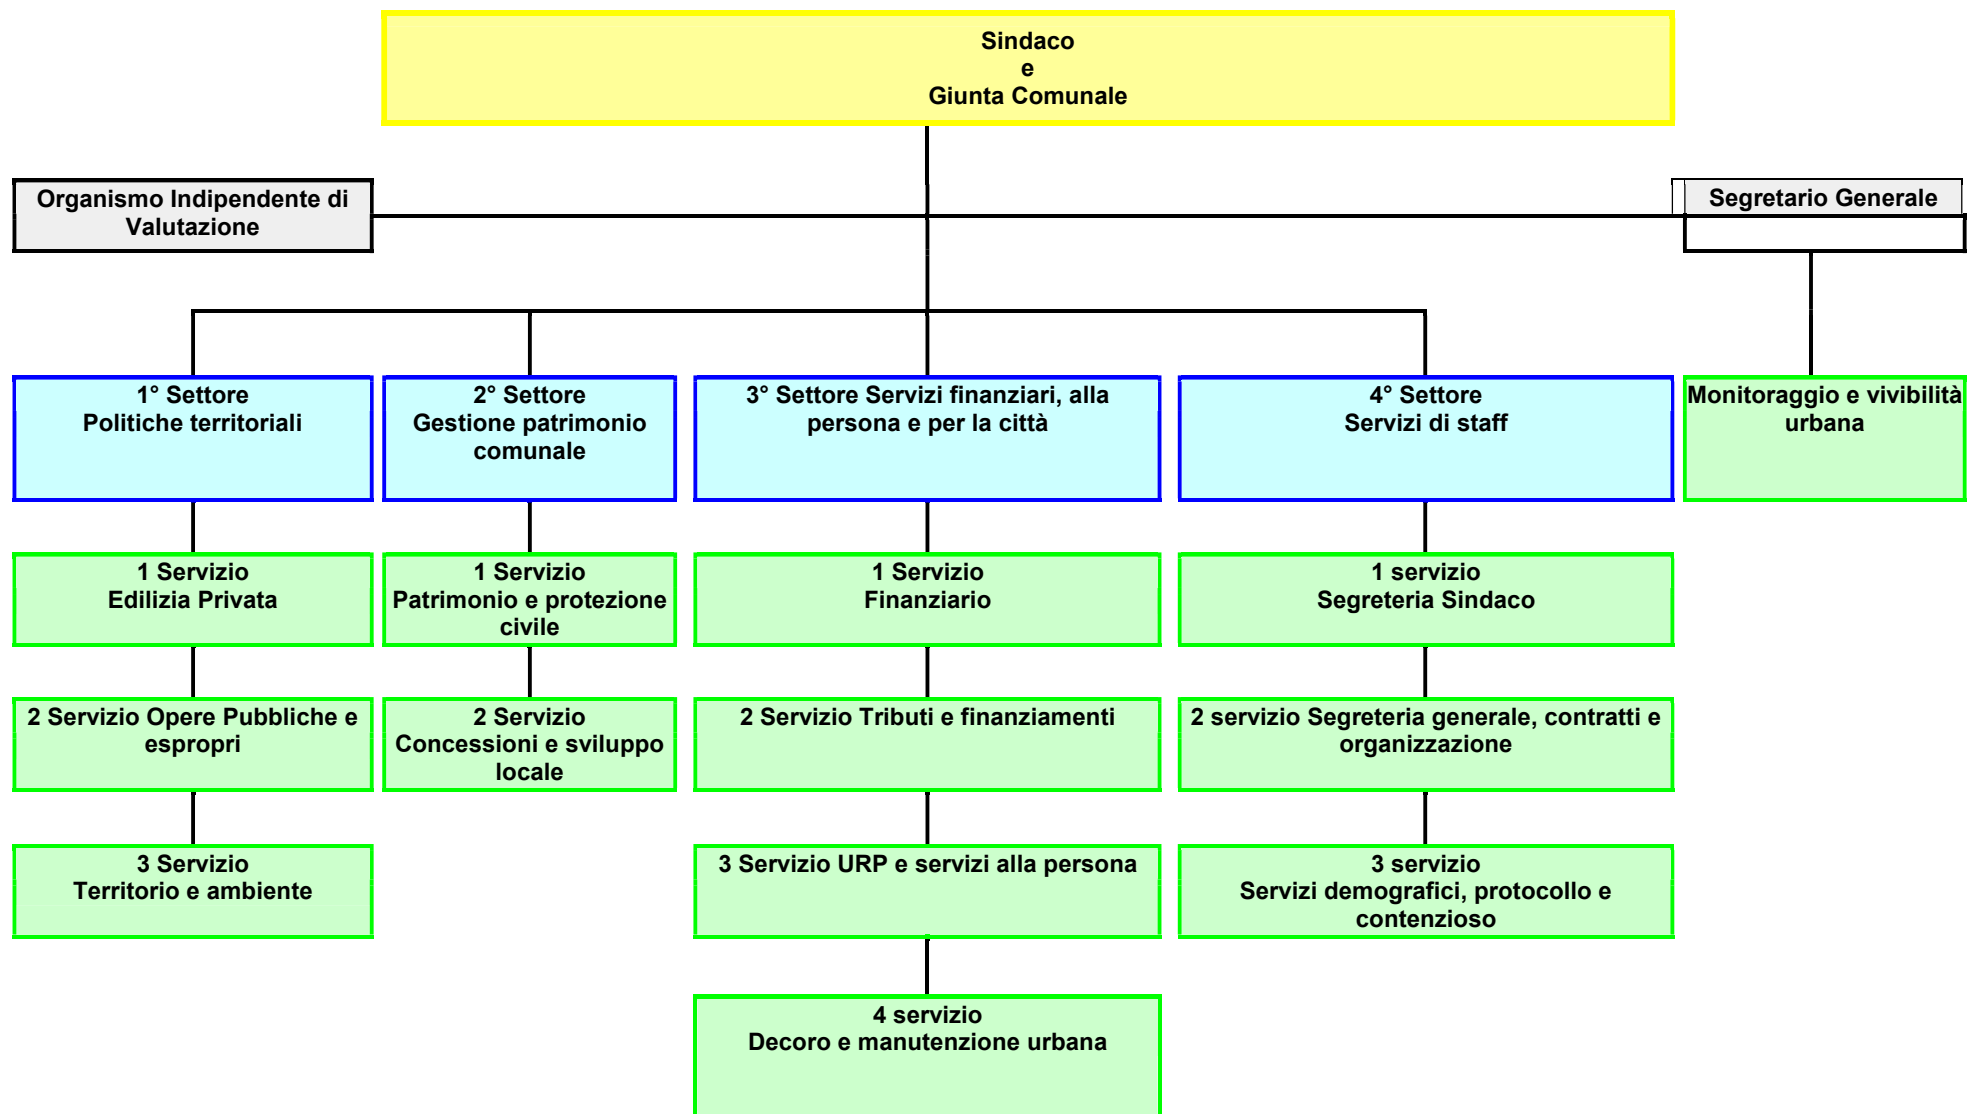 Sindaco
e
Giunta Comunale
Organismo Indipendente di
Valutazione
Segretario Generale
1° Settore
Politiche territoriali
2° Settore
Gestione patrimonio
comunale
3° Settore Servizi finanziari, alla
persona e per la città
4° Settore
Servizi di staff
Monitoraggio e vivibilità
urbana
1 Servizio
Edilizia Privata
1 Servizio
Patrimonio e protezione
civile
1 Servizio
Finanziario
1 servizio
Segreteria Sindaco
2 Servizio Opere Pubbliche e
espropri
2 Servizio
Concessioni e sviluppo
locale
2 Servizio Tributi e finanziamenti
2 servizio Segreteria generale, contratti e
organizzazione
3 Servizio
Territorio e ambiente
3 Servizio URP e servizi alla persona
3 servizio
Servizi demografici, protocollo e
contenzioso
4 servizio
Decoro e manutenzione urbana